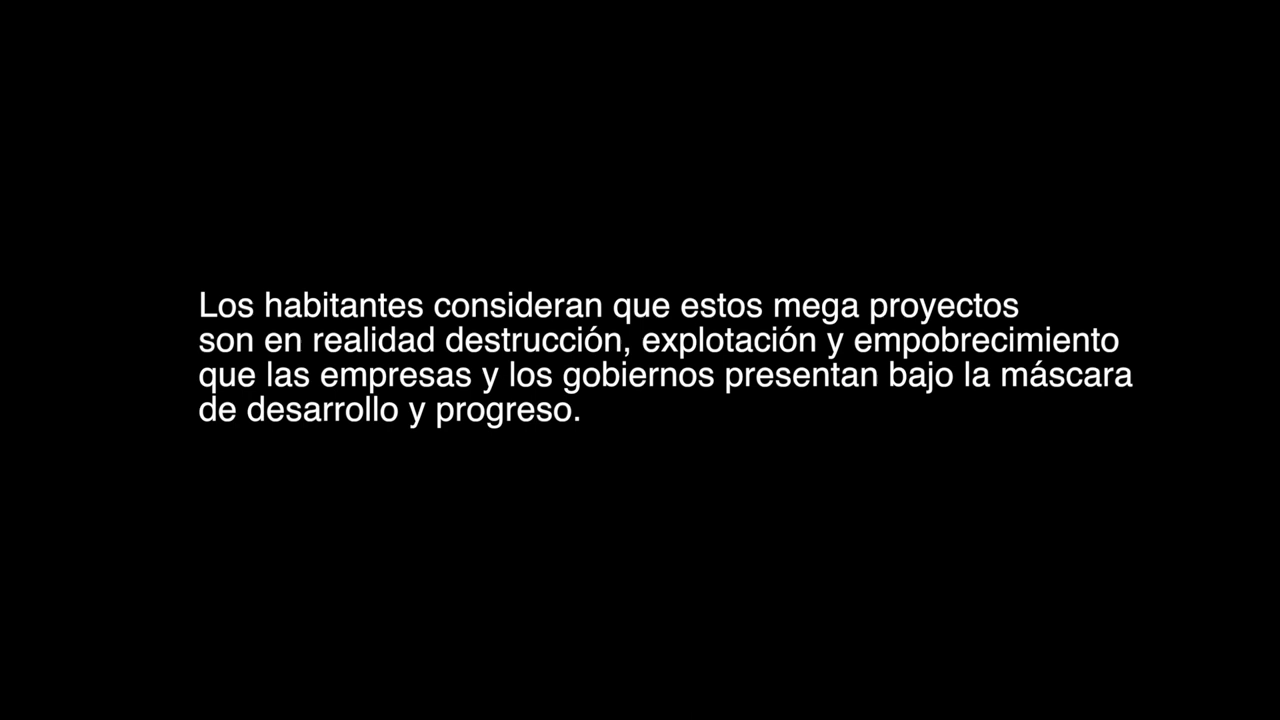 Los habitantes consideran que estos mega proyectos
son en realidad destrucción, explotación y empobrecimiento
que las empresas y los gobiernos presentan bajo la máscara
de desarrollo y progreso.